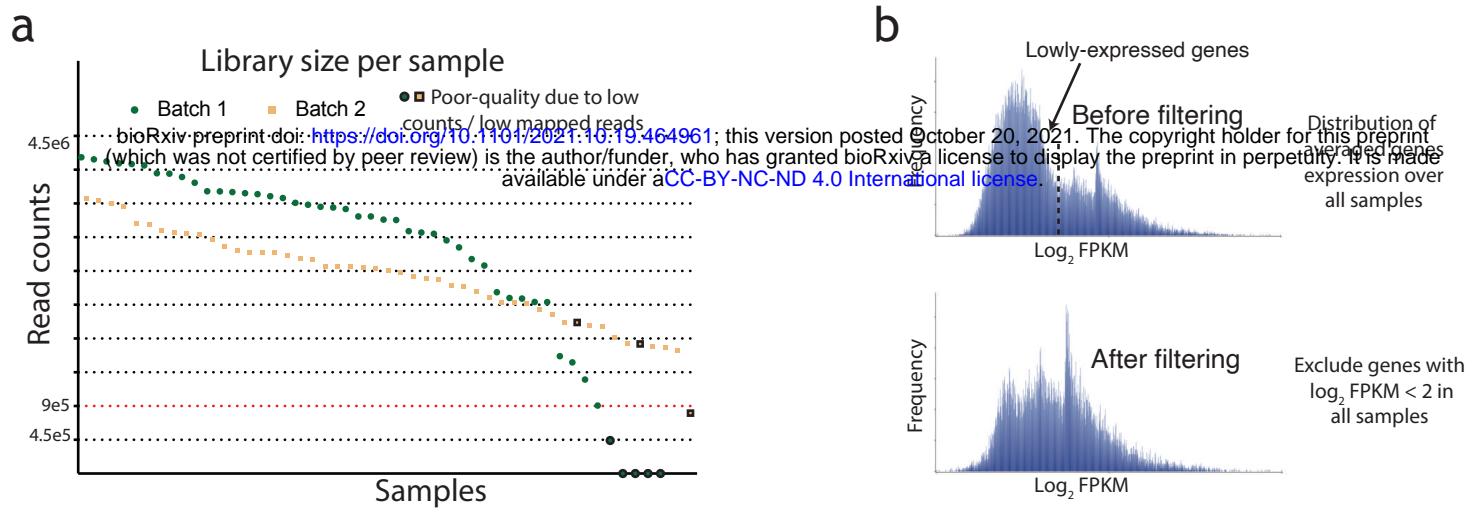 a
Library size per sample
Batch 1
Batch 2
Poor-quality due to low
counts / low mapped reads
4.5e6
9e5
4.5e5
Read counts
Samples
bioRxiv preprint doi: https://doi.org/10.1101/2021.10.19.464961; this version posted October 20, 2021. The copyright holder for this preprint
(which was not certified by peer review) is the author/funder, who has granted bioRxiv a license to display the preprint in perpetuity. It is made
available under aCC-BY-NC-ND 4.0 International license.
b
Lowly-expressed genes
Before filtering
Frequency
Log2 FPKM
Distribution of
averaged genes
expression over
all samples
After filtering
Frequency
Log2 FPKM
Exclude genes with
log2 FPKM < 2 in
all samples